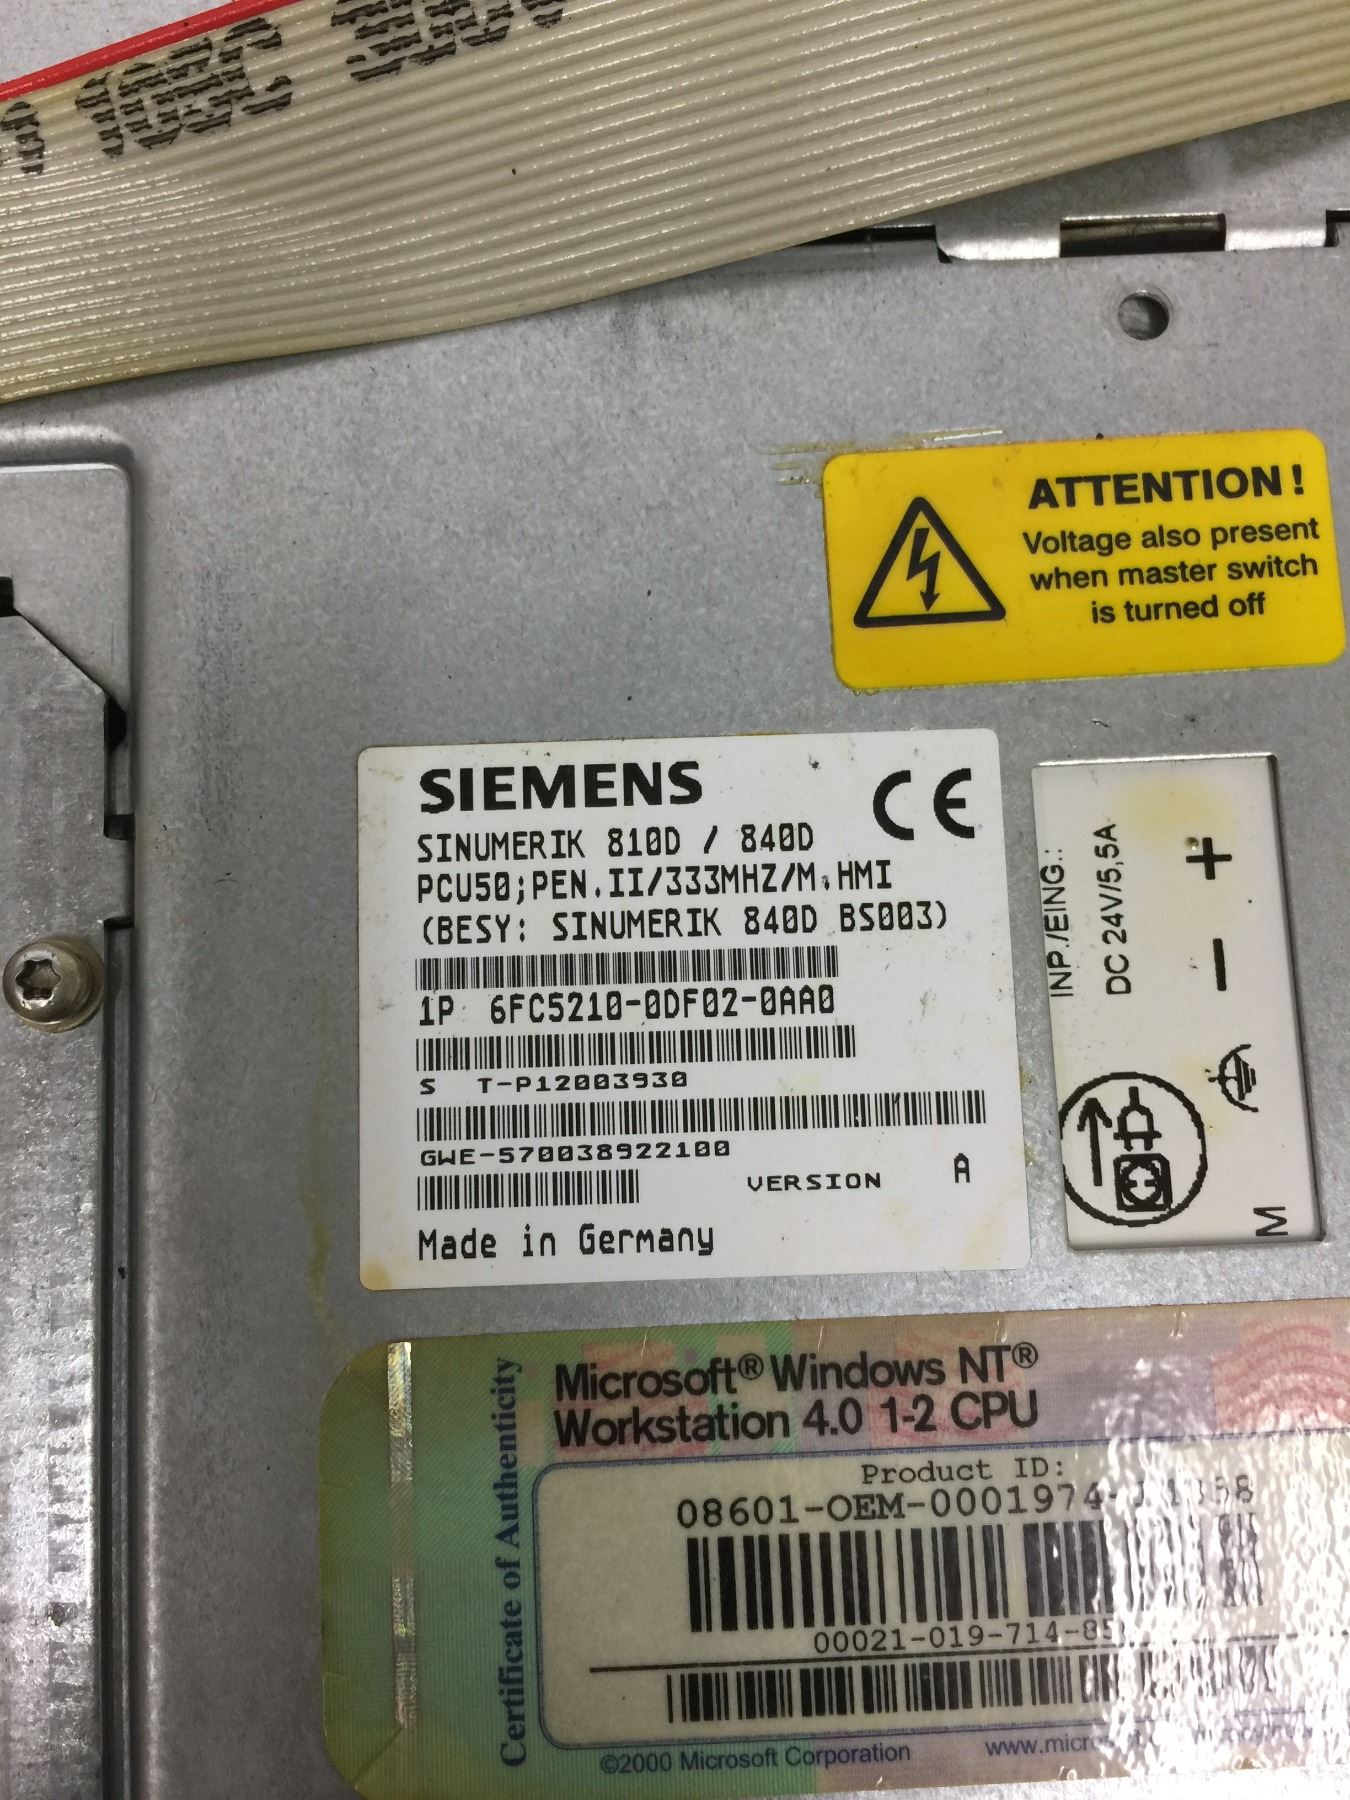 ATTENTION!
Voltage also present
when master switch
is turned off
SIEMENS
CE
SINUMERIK 810D / 840D
PCU50;PEN.II/333MHZ/M.HMI
(BESY: SINUMERIK 840D BS003)
1P 6FC5210-0DF02-0AA0
S T-P12003930
GWE-570038922100
VERSION A
Made in Germany
INP./EING.:
DC 24V/5,5A
+
–
M
Certificate of Authenticity
Microsoft® Windows NT®
Workstation 4.0 1-2 CPU
Product ID:
©2000 Microsoft Corporation